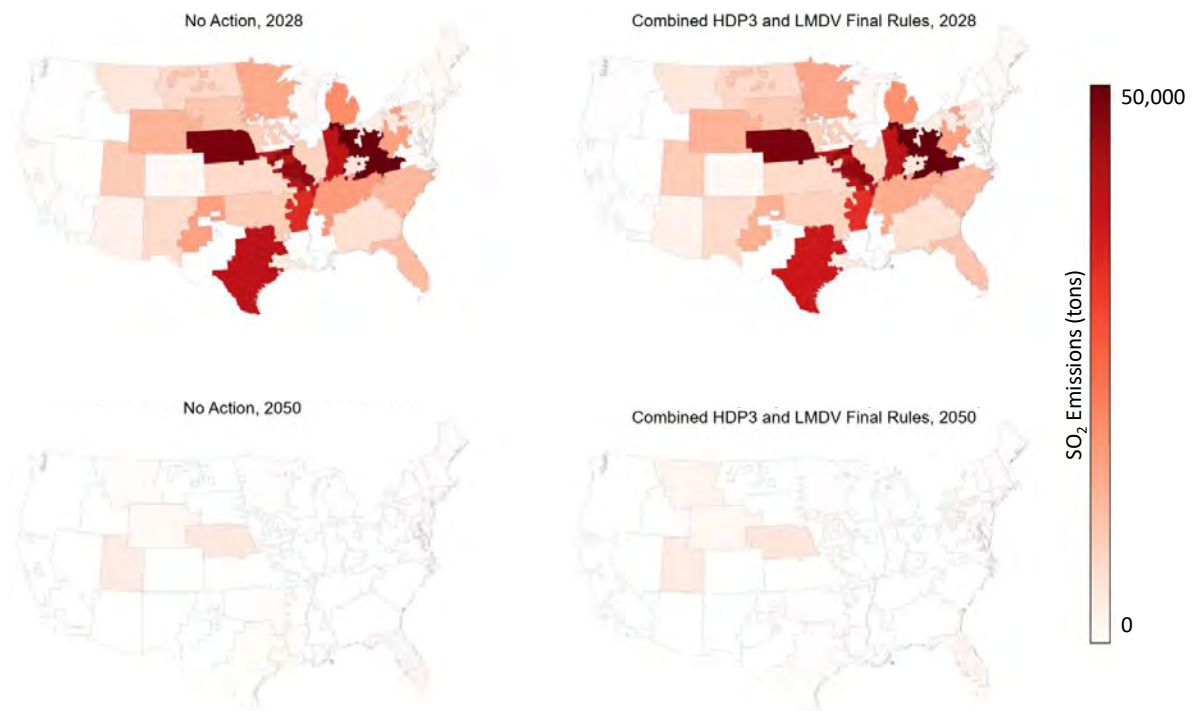 No Action, 2028
Combined HDP3 and LMDV Final Rules, 2028
50,000
SO₂ Emissions (tons)
0
No Action, 2050
Combined HDP3 and LMDV Final Rules, 2050